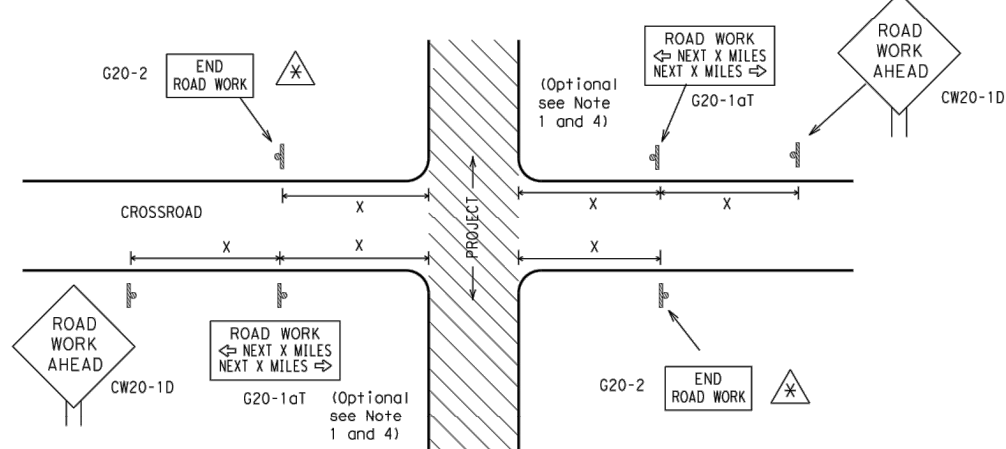 G20-2
END
ROAD WORK
*
(Optional
see Note
1 and 4)
ROAD WORK
⇦ NEXT X MILES
NEXT X MILES ⇨
G20-1aT
ROAD
WORK
AHEAD
CW20-1D
X
X
X
CROSSROAD
PROJECT
X
X
X
ROAD
WORK
AHEAD
CW20-1D
ROAD WORK
⇦ NEXT X MILES
NEXT X MILES ⇨
G20-1aT
(Optional
see Note
1 and 4)
G20-2
END
ROAD WORK
*